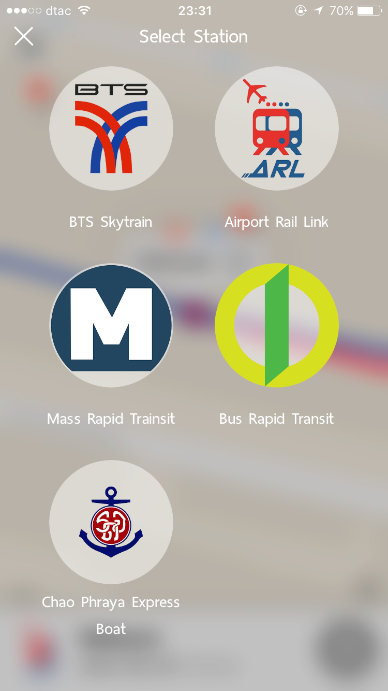 dtac 23:31 70%
Select Station
BTS
ARL
BTS Skytrain Airport Rail Link
M
Mass Rapid Trainsit Bus Rapid Transit
Chao Phraya Express
Boat